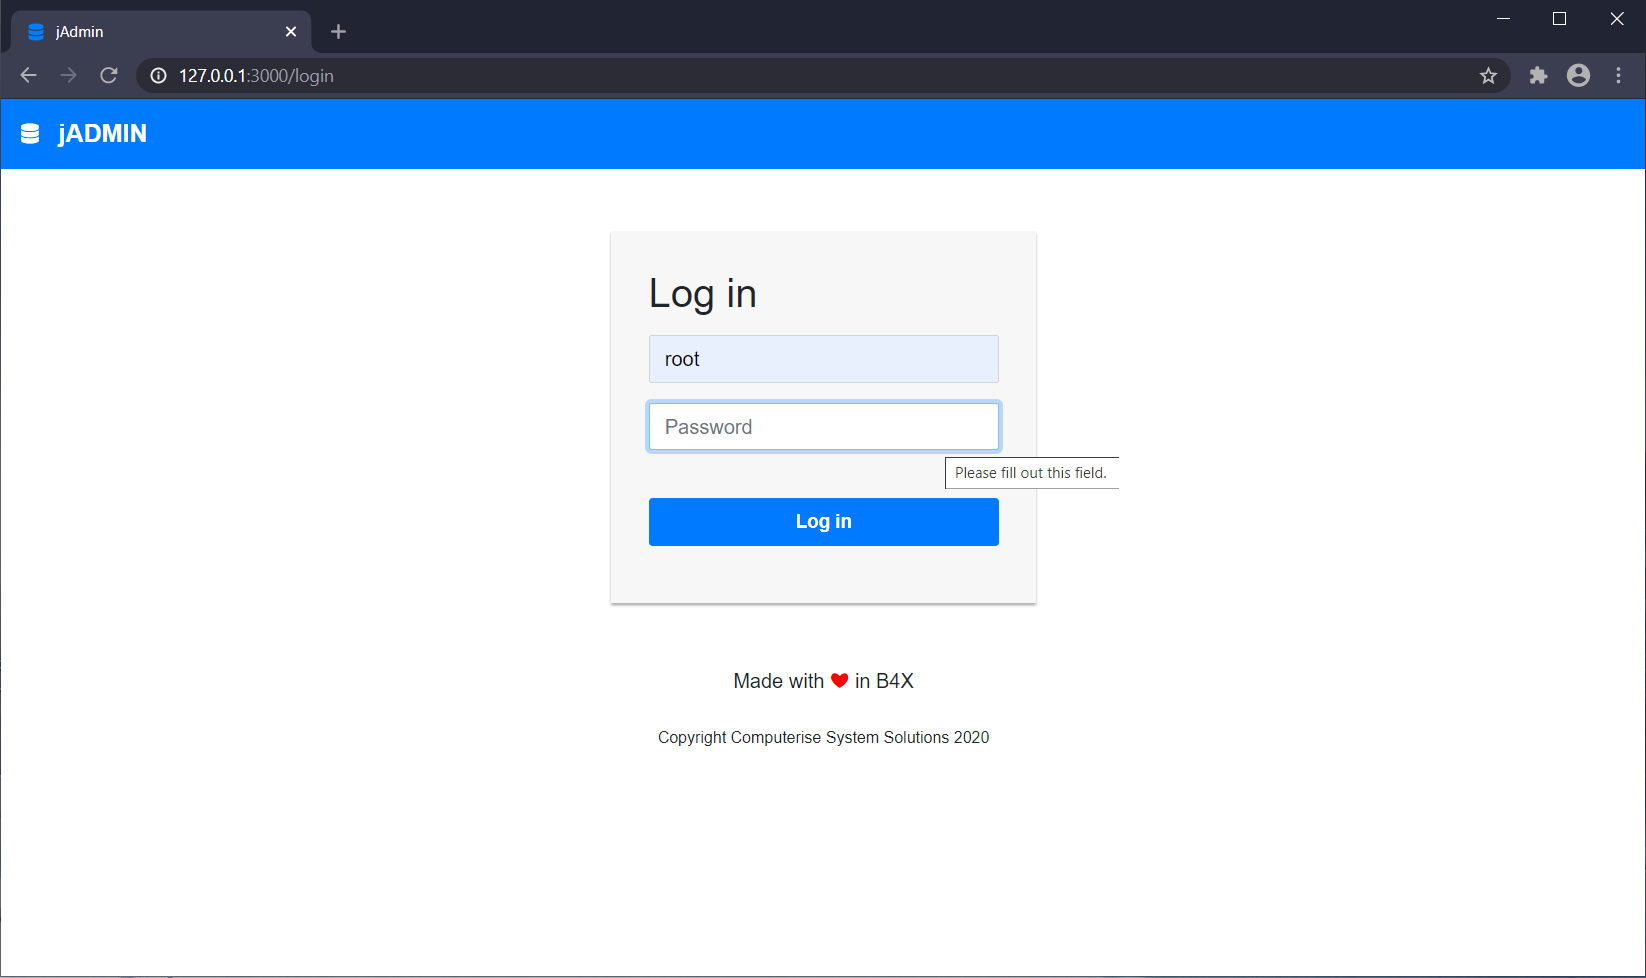 jAdmin
127.0.0.1:3000/login
jADMIN
Log in
root
Password
Please fill out this field.
Log in
Made with ❤ in B4X
Copyright Computerise System Solutions 2020